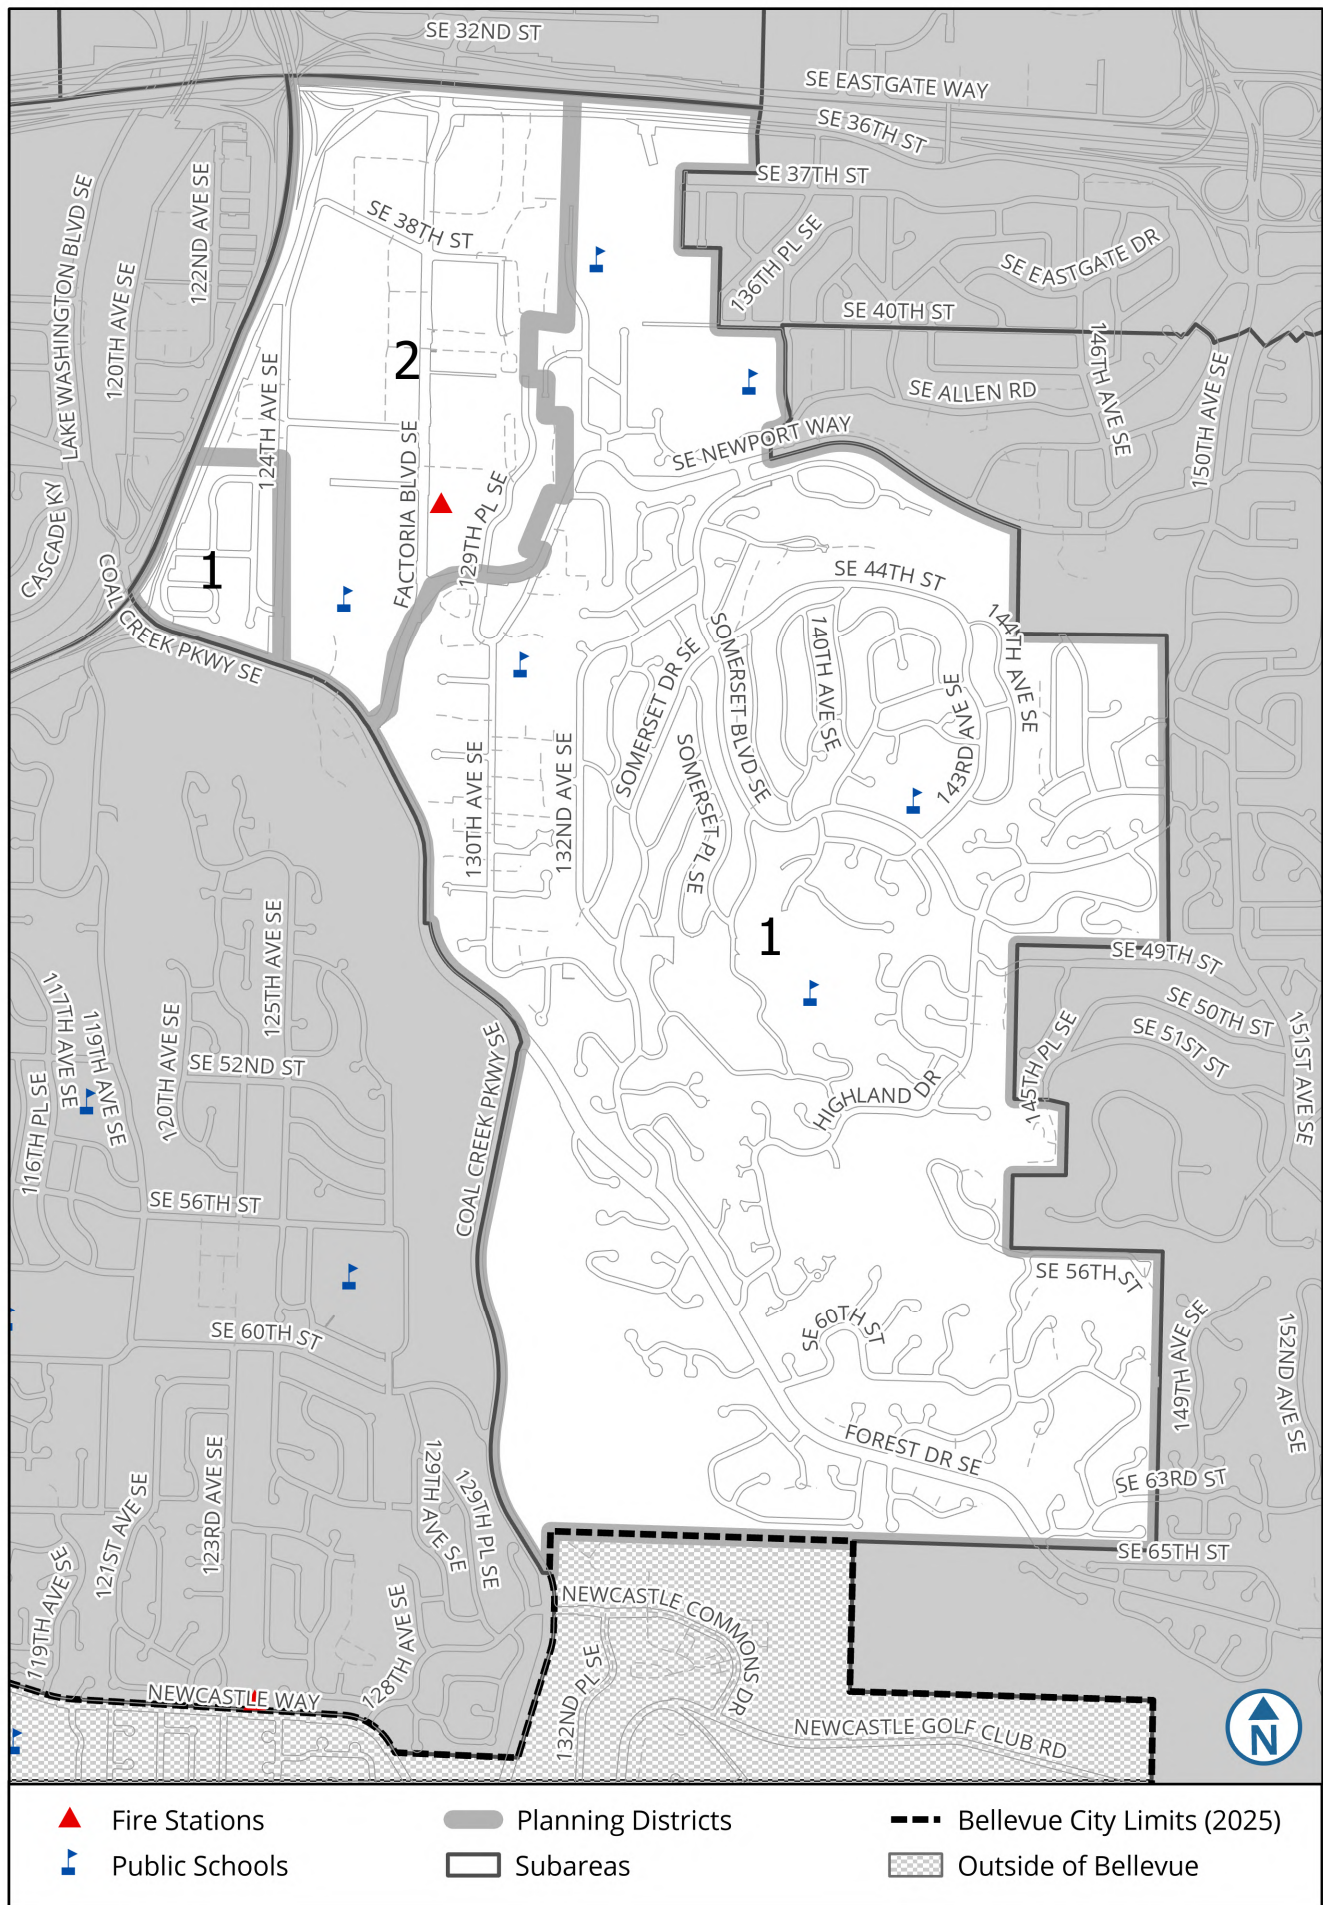 SE 32ND ST
SE EASTGATE WAY
SE 36TH ST
SE 37TH ST
LAKE WASHINGTON BLVD SE
120TH AVE SE
122ND AVE SE
SE 38TH ST
136TH PL SE
SE EASTGATE DR
SE 40TH ST
2
124TH AVE SE
146TH AVE SE
150TH AVE SE
SE ALLEN RD
SE NEWPORT WAY
FACTORIA BLVD SE
129TH PL SE
CASCADE KY
1
COAL CREEK PKWY SE
SE 44TH ST
144TH AVE SE
SOMERSET DR SE
SOMERSET BLVD SE
140TH AVE SE
143RD AVE SE
SOMERSET PL SE
130TH AVE SE
132ND AVE SE
1
125TH AVE SE
SE 49TH ST
SE 50TH ST
SE 51ST ST
151ST AVE SE
117TH AVE SE
119TH AVE SE
120TH AVE SE
SE 52ND ST
116TH PL SE
COAL CREEK PKWY SE
HIGHLAND DR
145TH PL SE
SE 56TH ST
SE 56TH ST
SE 60TH ST
SE 60TH ST
149TH AVE SE
152ND AVE SE
FOREST DR SE
SE 63RD ST
SE 65TH ST
121ST AVE SE
123RD AVE SE
129TH AVE SE
129TH PL SE
119TH AVE SE
128TH AVE SE
NEWCASTLE WAY
NEWCASTLE COMMONS DR
132ND PL SE
NEWCASTLE GOLF CLUB RD
N
Fire Stations
Planning Districts
Bellevue City Limits (2025)
Public Schools
Subareas
Outside of Bellevue